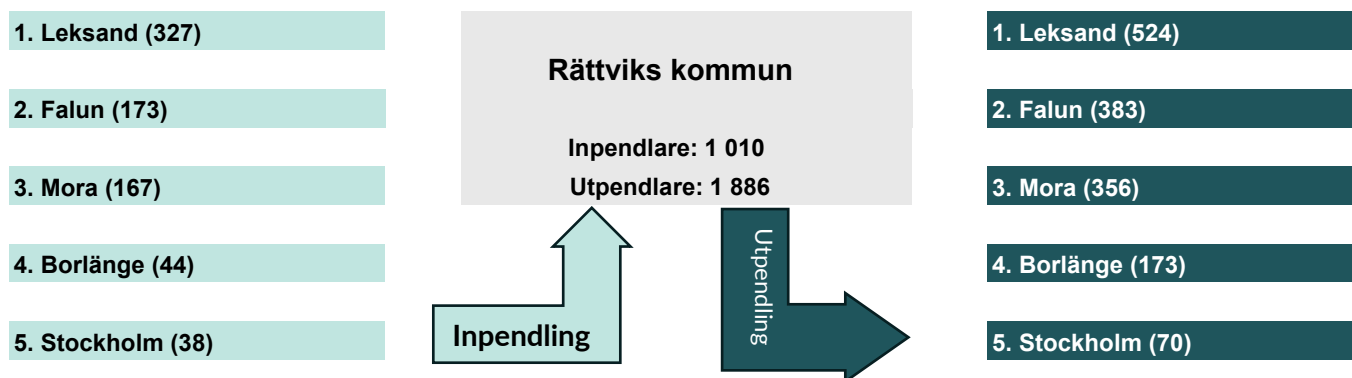 1. Leksand (327)
2. Falun (173)
3. Mora (167)
4. Borlänge (44)
5. Stockholm (38)
Rättviks kommun
Inpendlare: 1 010
Utpendlare: 1 886
Inpendling
Utpendling
1. Leksand (524)
2. Falun (383)
3. Mora (356)
4. Borlänge (173)
5. Stockholm (70)